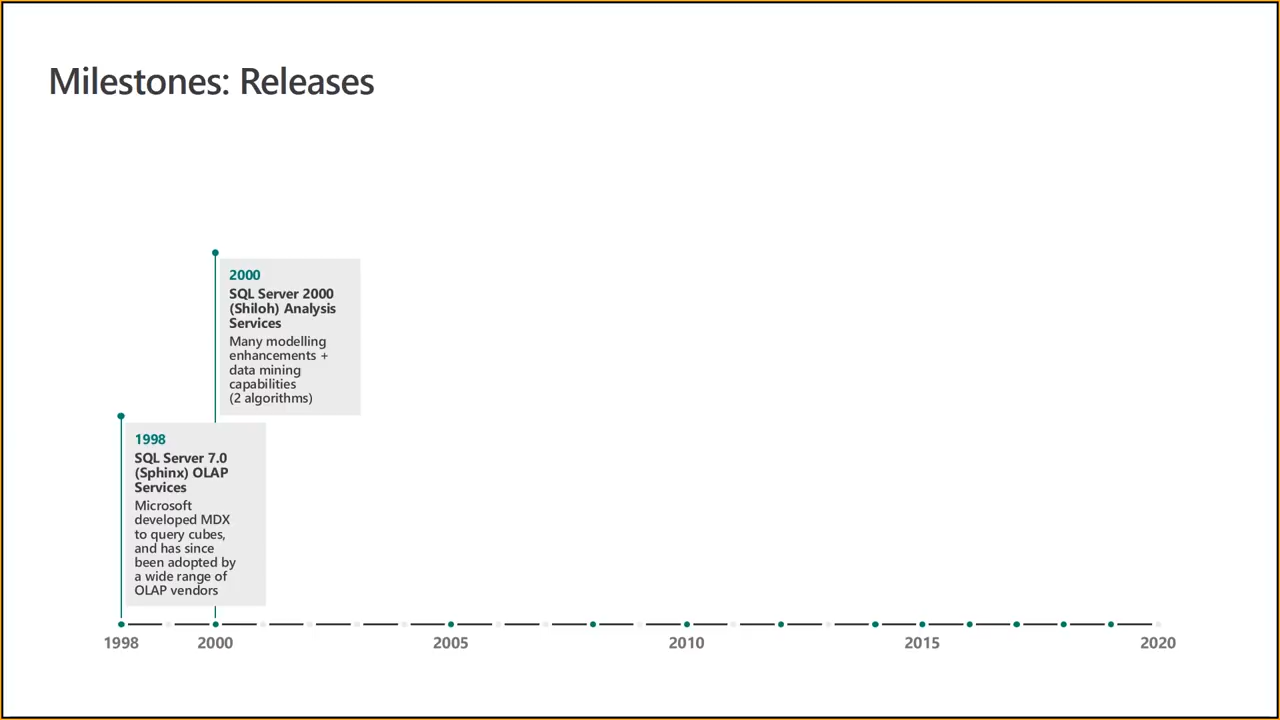 Milestones: Releases
2000
SQL Server 2000
(Shiloh) Analysis
Services
Many modelling
enhancements +
data mining
capabilities
(2 algorithms)
1998
SQL Server 7.0
(Sphinx) OLAP
Services
Microsoft
developed MDX
to query cubes,
and has since
been adopted by
a wide range of
OLAP vendors
1998 2000 2005 2010 2015 2020